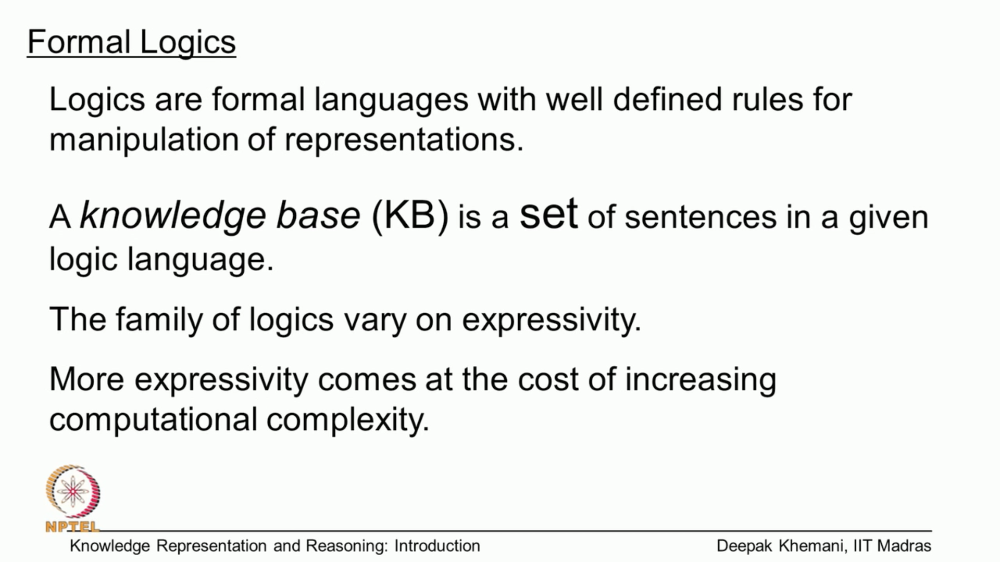 Formal Logics
Logics are formal languages with well defined rules for
manipulation of representations.
A knowledge base (KB) is a set of sentences in a given
logic language.
The family of logics vary on expressivity.
More expressivity comes at the cost of increasing
computational complexity.
NPTEL
Knowledge Representation and Reasoning: Introduction
Deepak Khemani, IIT Madras